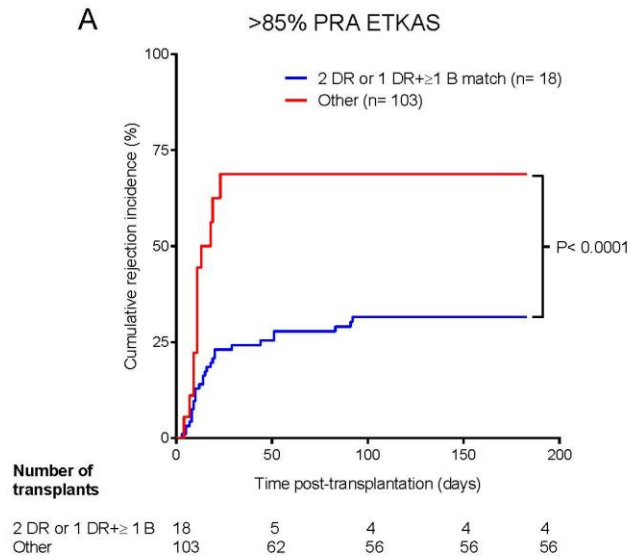 A
>85% PRA ETKAS
100
75
50
25
0
Cumulative rejection incidence (%)
2 DR or 1 DR+≥1 B match (n= 18)
Other (n= 103)
P< 0.0001
0 50 100 150 200
Time post-transplantation (days)
Number of
transplants
2 DR or 1 DR+≥ 1 B 18 5 4 4 4
Other 103 62 56 56 56